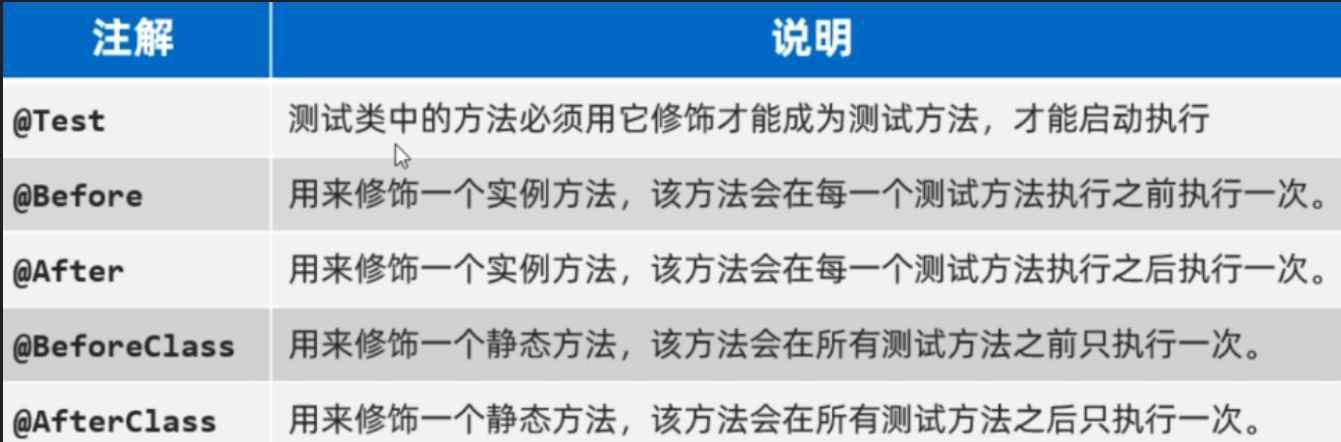 注解 说明
@Test 测试类中的方法必须用它修饰才能成为测试方法，才能启动执行
@Before 用来修饰一个实例方法，该方法会在每一个测试方法执行之前执行一次。
@After 用来修饰一个实例方法，该方法会在每一个测试方法执行之后执行一次。
@BeforeClass 用来修饰一个静态方法，该方法会在所有测试方法之前只执行一次。
@AfterClass 用来修饰一个静态方法，该方法会在所有测试方法之后只执行一次。